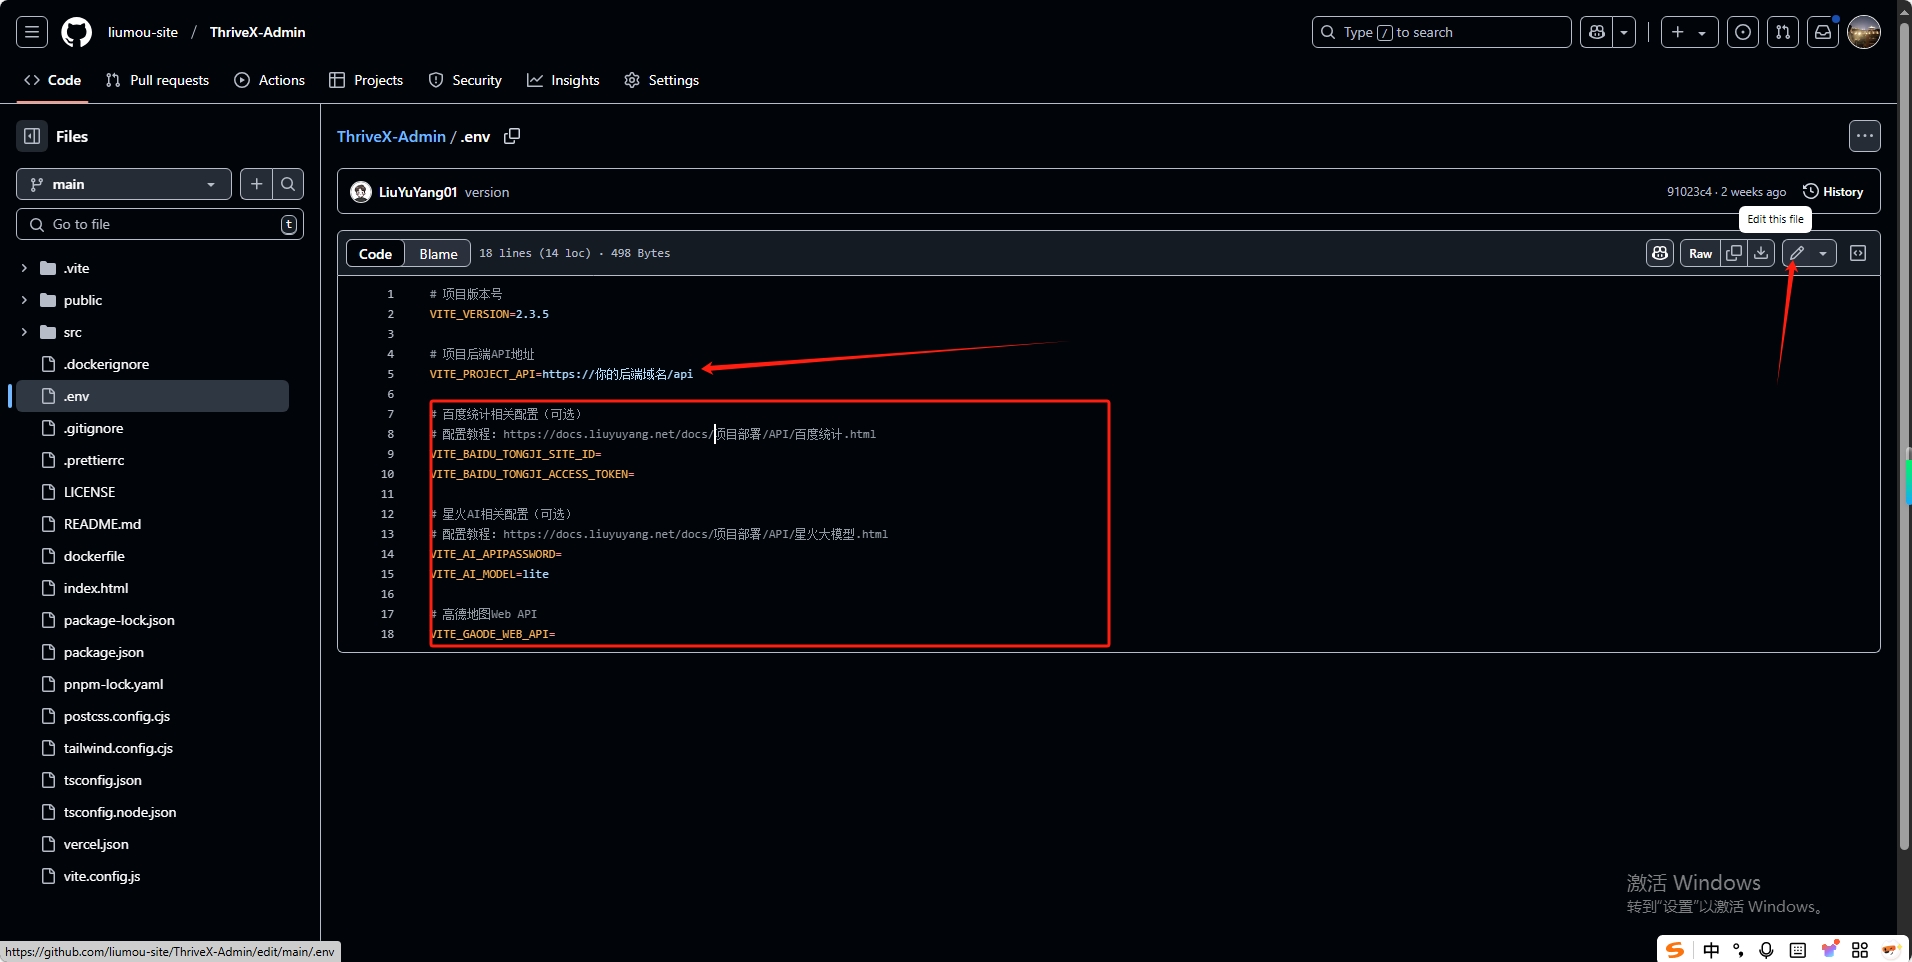 liumou-site / ThriveX-Admin
Type / to search
Code
Pull requests
Actions
Projects
Security
Insights
Settings
Files
main
Go to file
t
.vite
public
src
.dockerignore
.env
.gitignore
.prettierrc
LICENSE
README.md
dockerfile
index.html
package-lock.json
package.json
pnpm-lock.yaml
postcss.config.cjs
tailwind.config.cjs
tsconfig.json
tsconfig.node.json
vercel.json
vite.config.js
ThriveX-Admin / .env
LiuYuYang01 version
91023c4 · 2 weeks ago
History
Edit this file
Code
Blame
18 lines (14 loc) · 498 Bytes
Raw
1 # 项目版本号
2 VITE_VERSION=2.3.5
3
4 # 项目后端API地址
5 VITE_PROJECT_API=https://你的后端域名/api
6
7 # 百度统计相关配置（可选）
8 # 配置教程：https://docs.liuyuyang.net/docs/项目部署/API/百度统计.html
9 VITE_BAIDU_TONGJI_SITE_ID=
10 VITE_BAIDU_TONGJI_ACCESS_TOKEN=
11
12 # 星火AI相关配置（可选）
13 # 配置教程：https://docs.liuyuyang.net/docs/项目部署/API/星火大模型.html
14 VITE_AI_APIPASSWORD=
15 VITE_AI_MODEL=lite
16
17 # 高德地图Web API
18 VITE_GAODE_WEB_API=
激活 Windows
转到“设置”以激活 Windows。
https://github.com/liumou-site/ThriveX-Admin/edit/main/.env
S 中